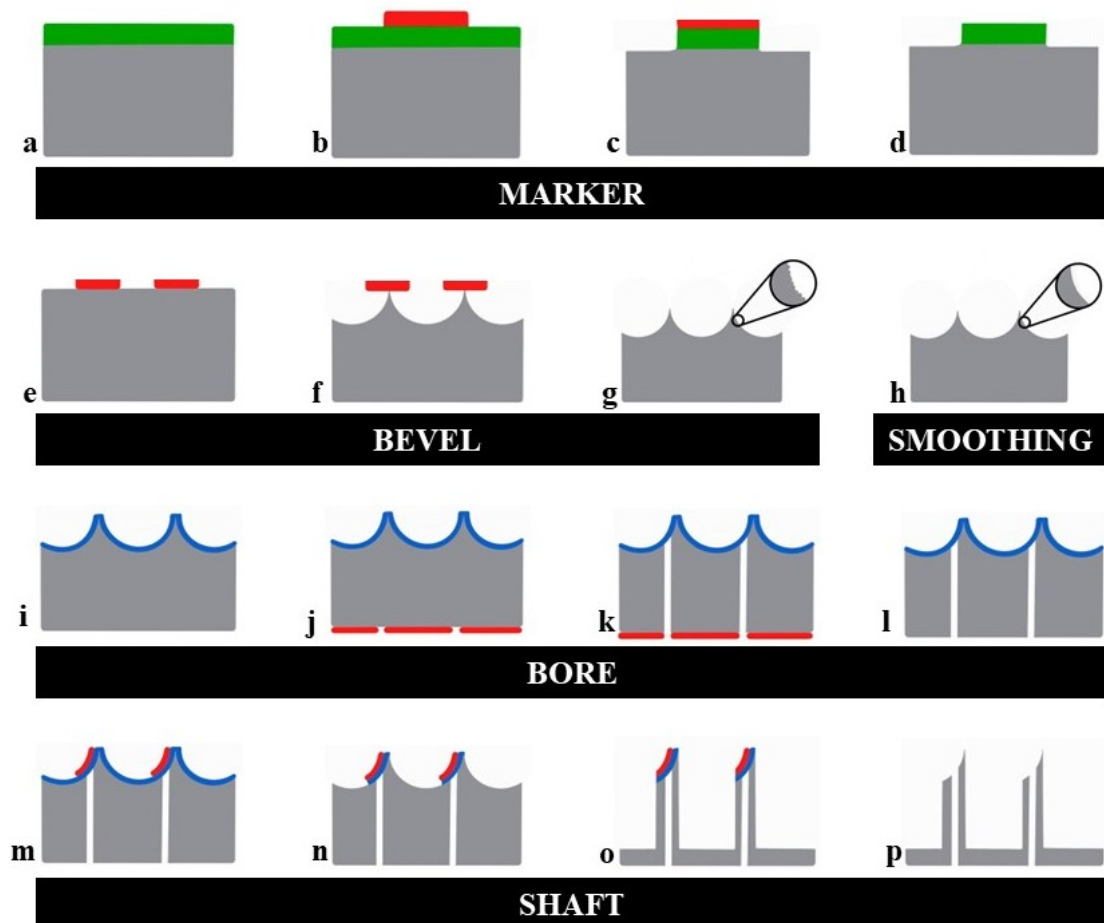 a b c d
MARKER
e f g h
BEVEL SMOOTHING
i j k l
BORE
m n o p
SHAFT